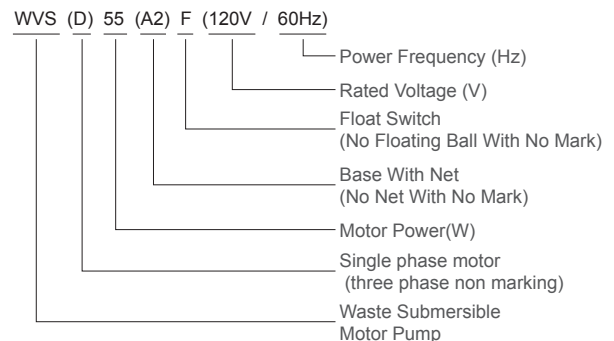 WVS (D) 55 (A2) F (120V / 60Hz)
Power Frequency (Hz)
Rated Voltage (V)
Float Switch
(No Floating Ball With No Mark)
Base With Net
(No Net With No Mark)
Motor Power(W)
Single phase motor
(three phase non marking)
Waste Submersible
Motor Pump